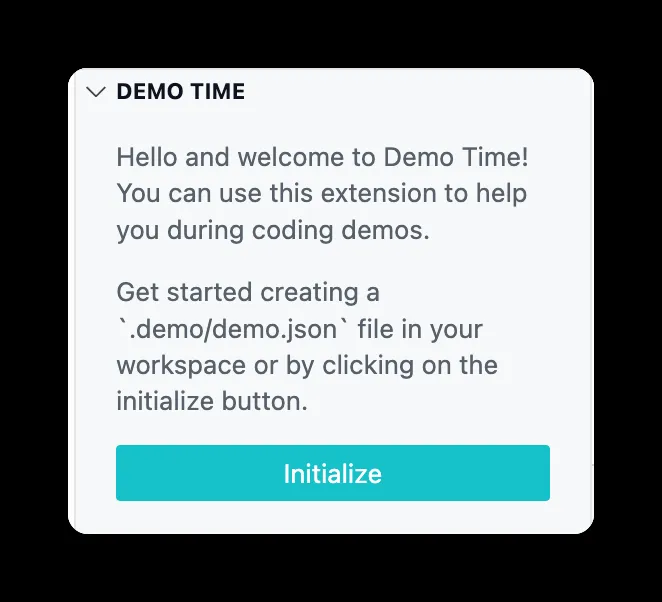 DEMO TIME
Hello and welcome to Demo Time!
You can use this extension to help
you during coding demos.
Get started creating a
`.demo/demo.json` file in your
workspace or by clicking on the
initialize button.
Initialize